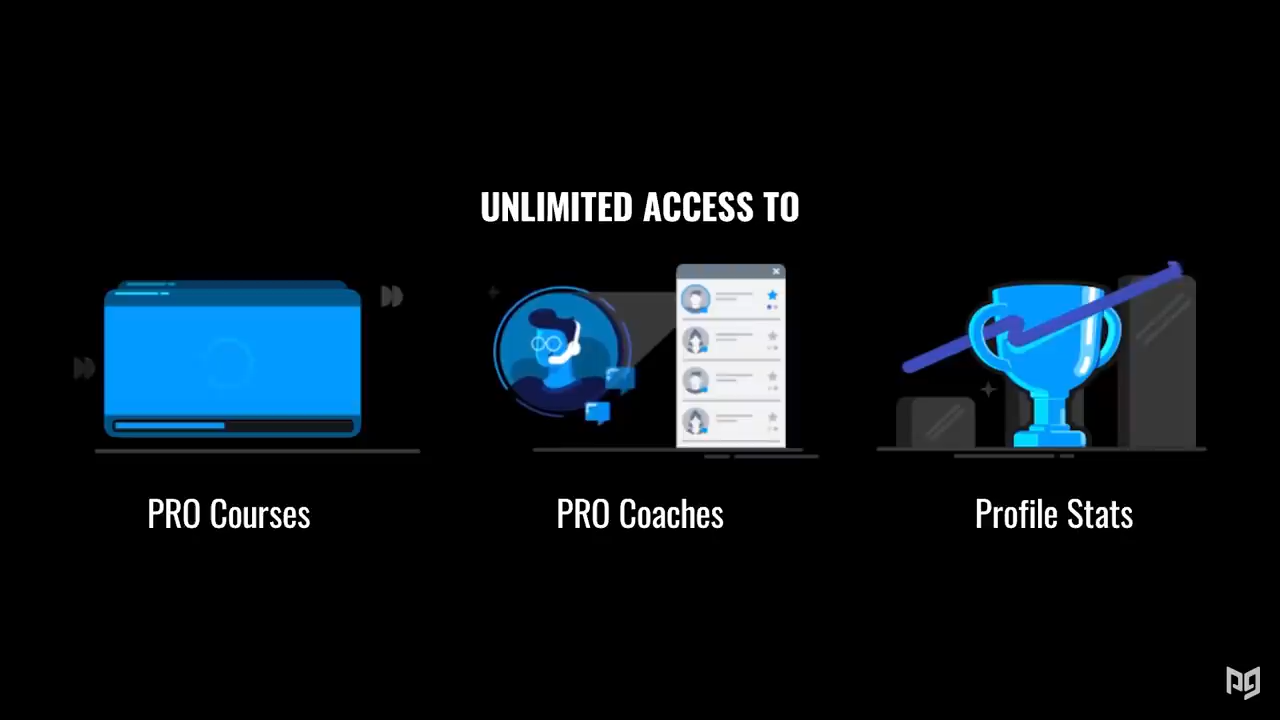 UNLIMITED ACCESS TO
PRO Courses
PRO Coaches
Profile Stats